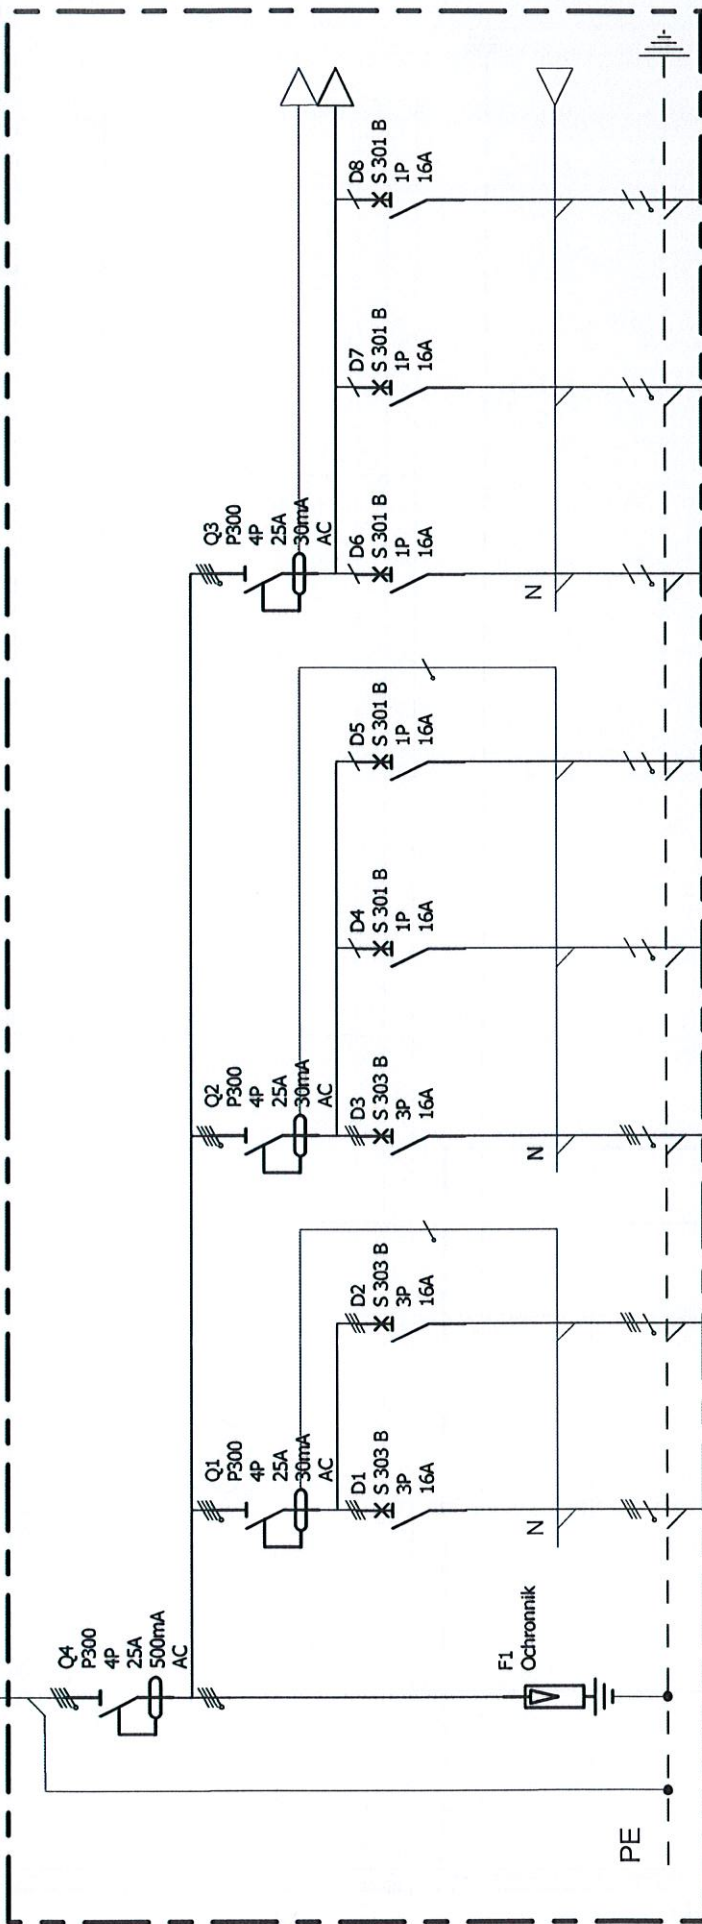 Q4
P300
4P
25A
500mA
AC
Q1
P300
4P
25A
30mA
AC
Q2
P300
4P
25A
30mA
AC
Q3
P300
4P
25A
30mA
AC
D1
S 303 B
3P
16A
D2
S 303 B
3P
16A
D3
S 303 B
3P
16A
D4
S 301 B
1P
16A
D5
S 301 B
1P
16A
D6
S 301 B
1P
16A
D7
S 301 B
1P
16A
D8
S 301 B
1P
16A
F1
Ochronnik
N
N
N
PE